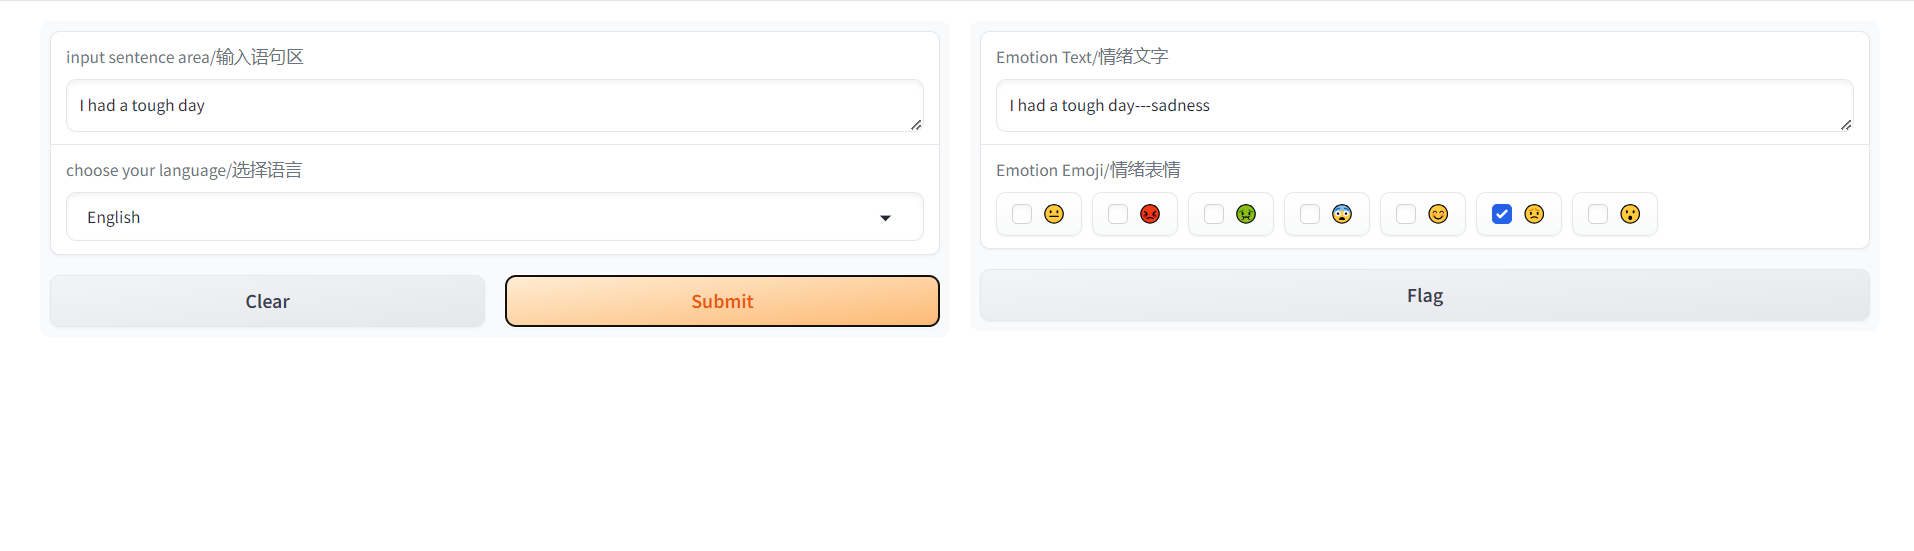 input sentence area/输入语句区
I had a tough day
choose your language/选择语言
English
Clear
Submit
Emotion Text/情绪文字
I had a tough day---sadness
Emotion Emoji/情绪表情
😐 😡 🤢 😨 😊 😟 😮
Flag